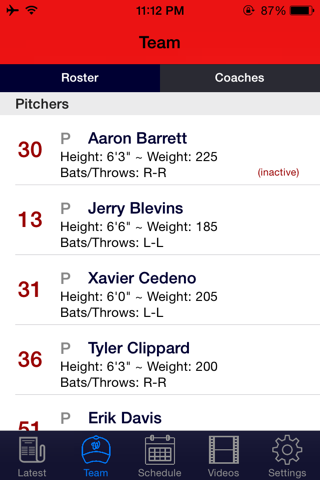 11:12 PM 87%
Team
Roster Coaches
Pitchers
30 P Aaron Barrett
Height: 6'3" ~ Weight: 225
Bats/Throws: R-R (inactive)
13 P Jerry Blevins
Height: 6'6" ~ Weight: 185
Bats/Throws: L-L
31 P Xavier Cedeno
Height: 6'0" ~ Weight: 205
Bats/Throws: L-L
36 P Tyler Clippard
Height: 6'3" ~ Weight: 200
Bats/Throws: R-R
51 P Erik Davis
Latest Team Schedule Videos Settings